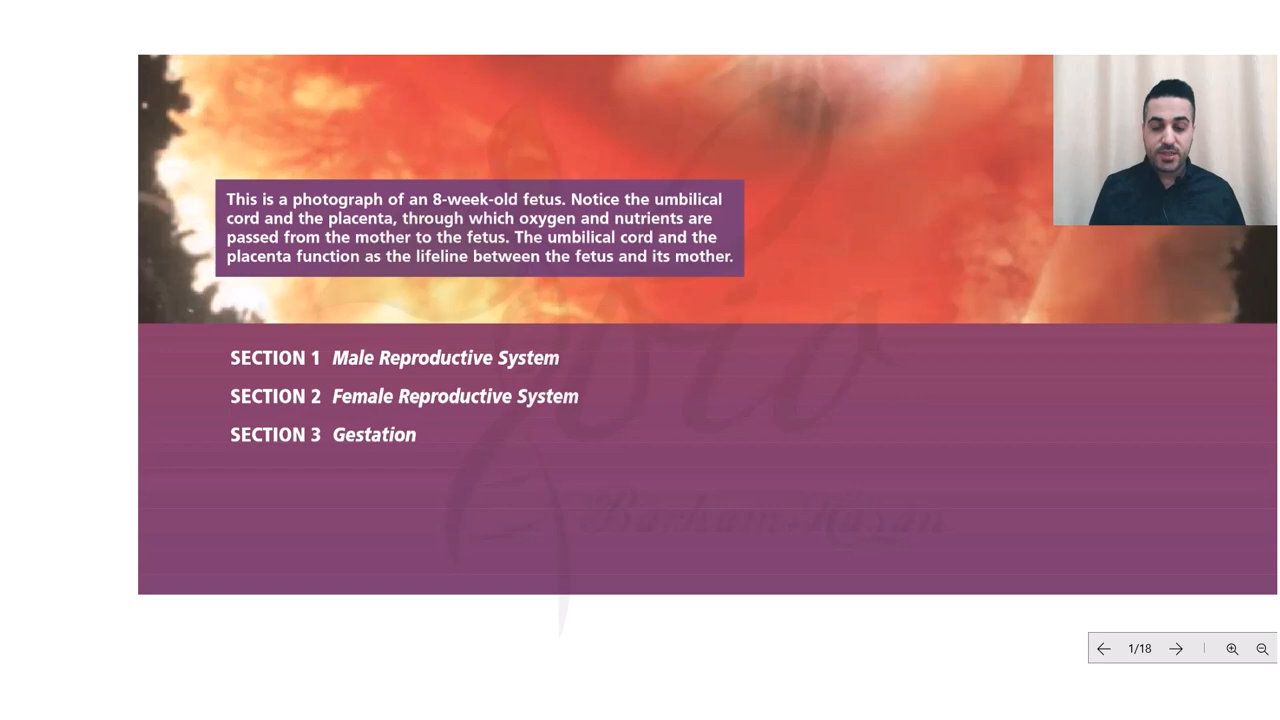 This is a photograph of an 8-week-old fetus. Notice the umbilical
cord and the placenta, through which oxygen and nutrients are
passed from the mother to the fetus. The umbilical cord and the
placenta function as the lifeline between the fetus and its mother.
SECTION 1 Male Reproductive System
SECTION 2 Female Reproductive System
SECTION 3 Gestation
1/18